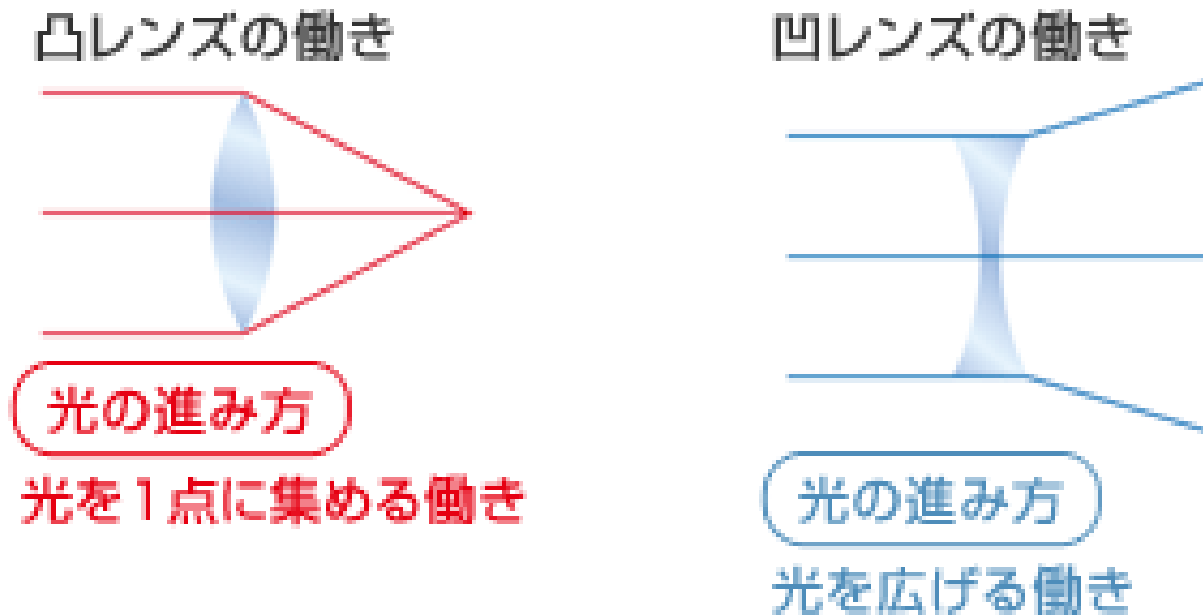 凸レンズの働き
光の進み方
光を1点に集める働き
凹レンズの働き
光の進み方
光を広げる働き